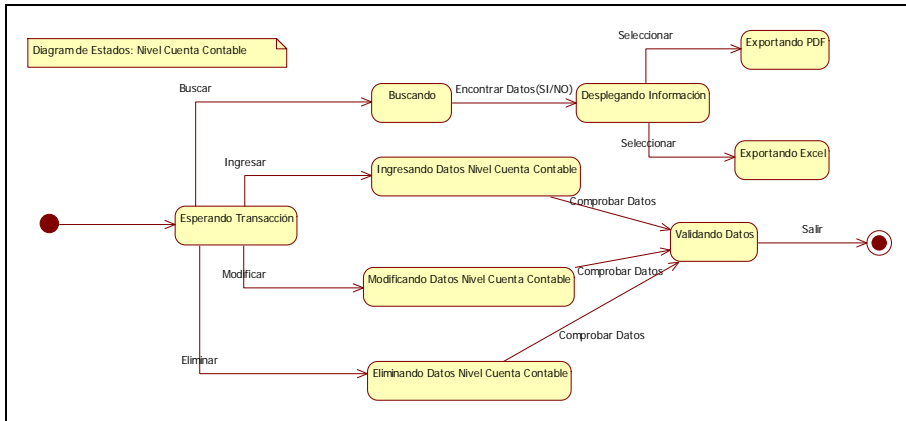 Diagram de Estados: Nivel Cuenta Contable
Seleccionar
Exportando PDF
Buscar
Buscando
Encontrar Datos(SI/NO)
Desplegando Información
Seleccionar
Exportando Excel
Ingresar
Ingresando Datos Nivel Cuenta Contable
Comprobar Datos
Esperando Transacción
Validando Datos
Salir
Modificar
Modificando Datos Nivel Cuenta Contable
Comprobar Datos
Comprobar Datos
Eliminar
Eliminando Datos Nivel Cuenta Contable